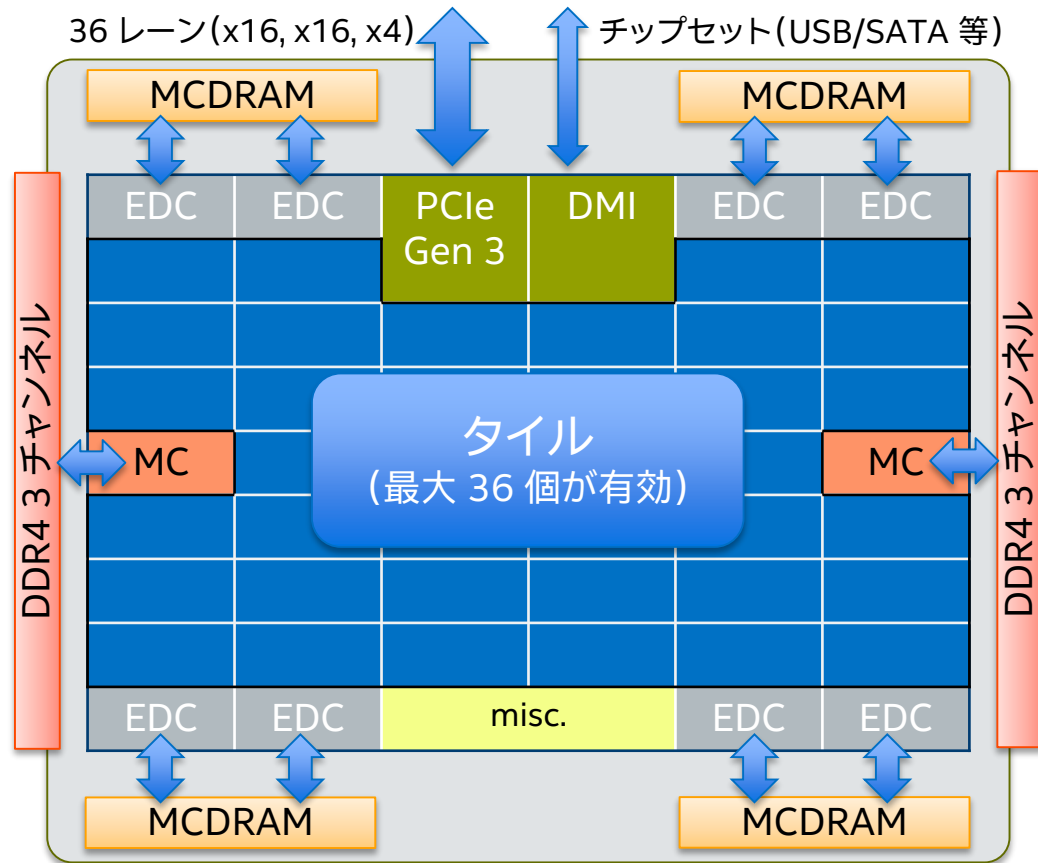 36 レーン(x16, x16, x4)
チップセット(USB/SATA 等)
MCDRAM
MCDRAM
EDC
EDC
PCIe
Gen 3
DMI
EDC
EDC
DDR4 3 チャンネル
DDR4 3 チャンネル
タイル
(最大 36 個が有効)
MC
MC
EDC
EDC
misc.
EDC
EDC
MCDRAM
MCDRAM